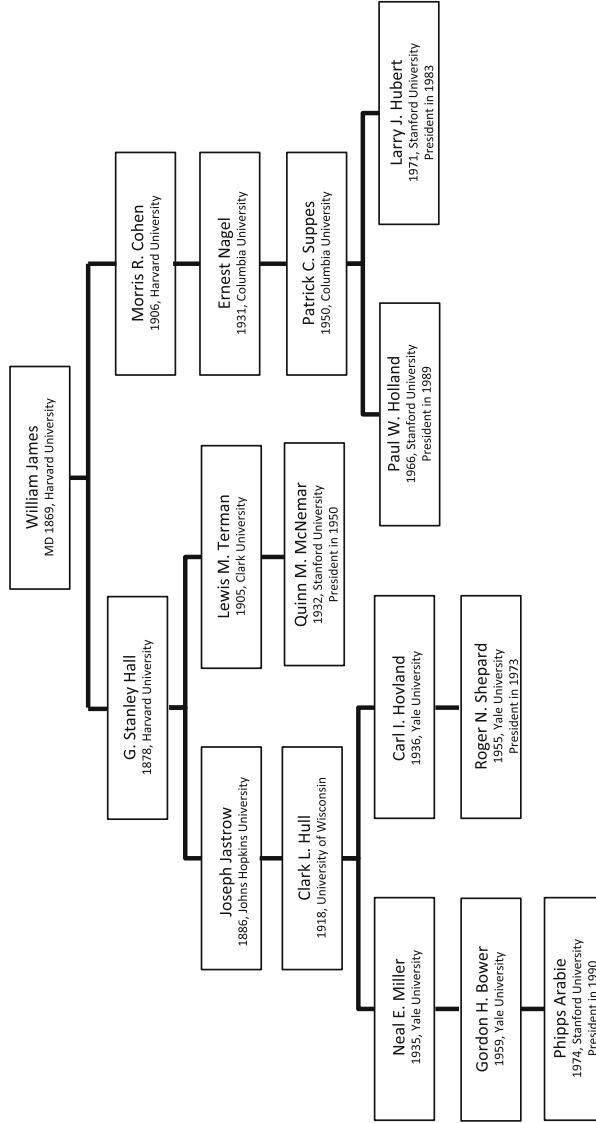 William James
MD 1869, Harvard University
G. Stanley Hall
1878, Harvard University
Morris R. Cohen
1906, Harvard University
Joseph Jastrow
1886, Johns Hopkins University
Lewis M. Terman
1905, Clark University
Ernest Nagel
1931, Columbia University
Clark L. Hull
1918, University of Wisconsin
Quinn M. McNemar
1932, Stanford University
President in 1950
Patrick C. Suppes
1950, Columbia University
Neal E. Miller
1935, Yale University
Carl I. Hovland
1936, Yale University
Paul W. Holland
1966, Stanford University
President in 1989
Larry J. Hubert
1971, Stanford University
President in 1983
Gordon H. Bower
1959, Yale University
Roger N. Shepard
1955, Yale University
President in 1973
Phipps Arabie
1974, Stanford University
President in 1990